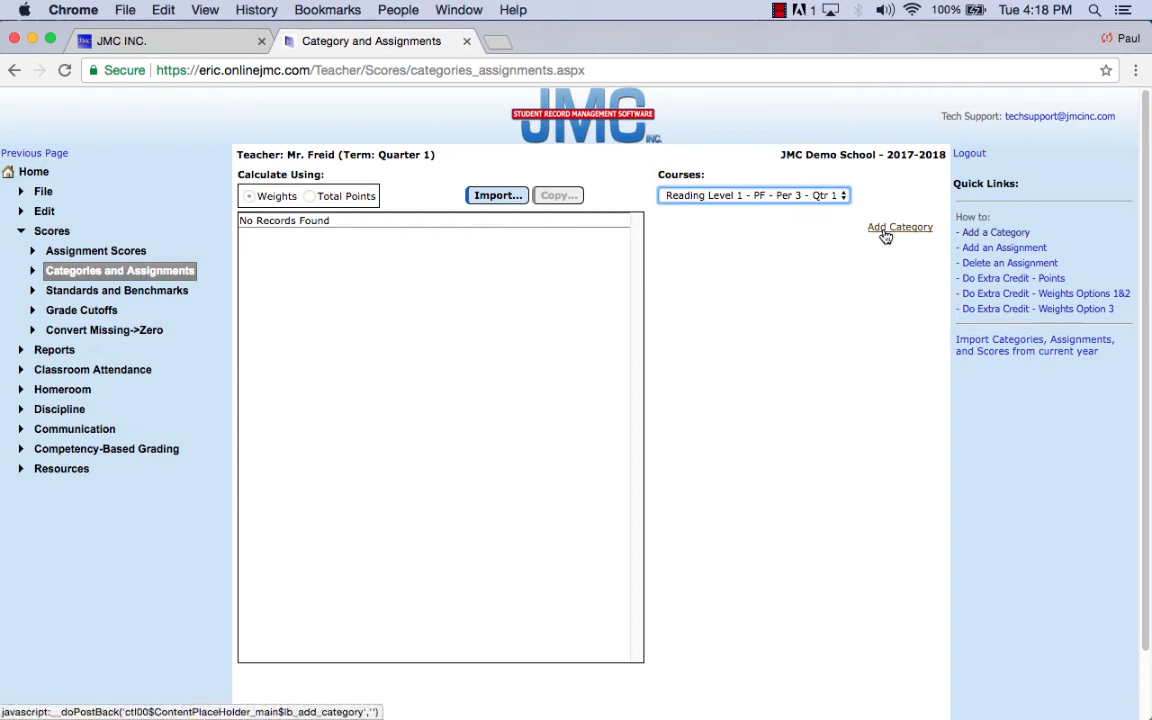 Chrome File Edit View History Bookmarks People Window Help 1 100% Tue 4:18 PM
JMC INC. Category and Assignments Paul
Secure https://eric.onlinejmc.com/Teacher/Scores/categories_assignments.aspx
JMC
STUDENT RECORD MANAGEMENT SOFTWARE
INC.
Tech Support: techsupport@jmcinc.com
Previous Page
Home
File
Edit
Scores
Assignment Scores
Categories and Assignments
Standards and Benchmarks
Grade Cutoffs
Convert Missing->Zero
Reports
Classroom Attendance
Homeroom
Discipline
Communication
Competency-Based Grading
Resources
Teacher: Mr. Freid (Term: Quarter 1) JMC Demo School - 2017-2018
Calculate Using: Courses:
Weights Total Points Import... Copy... Reading Level 1 - PF - Per 3 - Qtr 1
No Records Found
Add Category
Logout
Quick Links:
How to:
- Add a Category
- Add an Assignment
- Delete an Assignment
- Do Extra Credit - Points
- Do Extra Credit - Weights Options 1&2
- Do Extra Credit - Weights Option 3
Import Categories, Assignments,
and Scores from current year
javascript:__doPostBack('ctl00$ContentPlaceHolder_main$lb_add_category','')